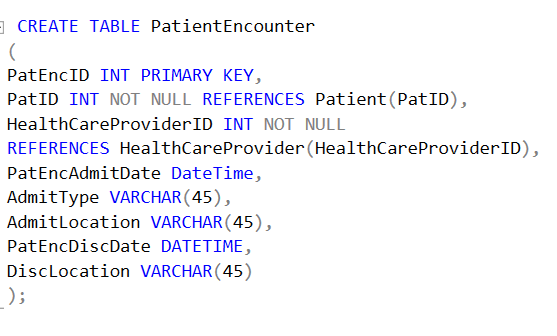 CREATE TABLE PatientEncounter
(
PatEncID INT PRIMARY KEY,
PatID INT NOT NULL REFERENCES Patient(PatID),
HealthCareProviderID INT NOT NULL
REFERENCES HealthCareProvider(HealthCareProviderID),
PatEncAdmitDate DateTime,
AdmitType VARCHAR(45),
AdmitLocation VARCHAR(45),
PatEncDiscDate DATETIME,
DiscLocation VARCHAR(45)
);